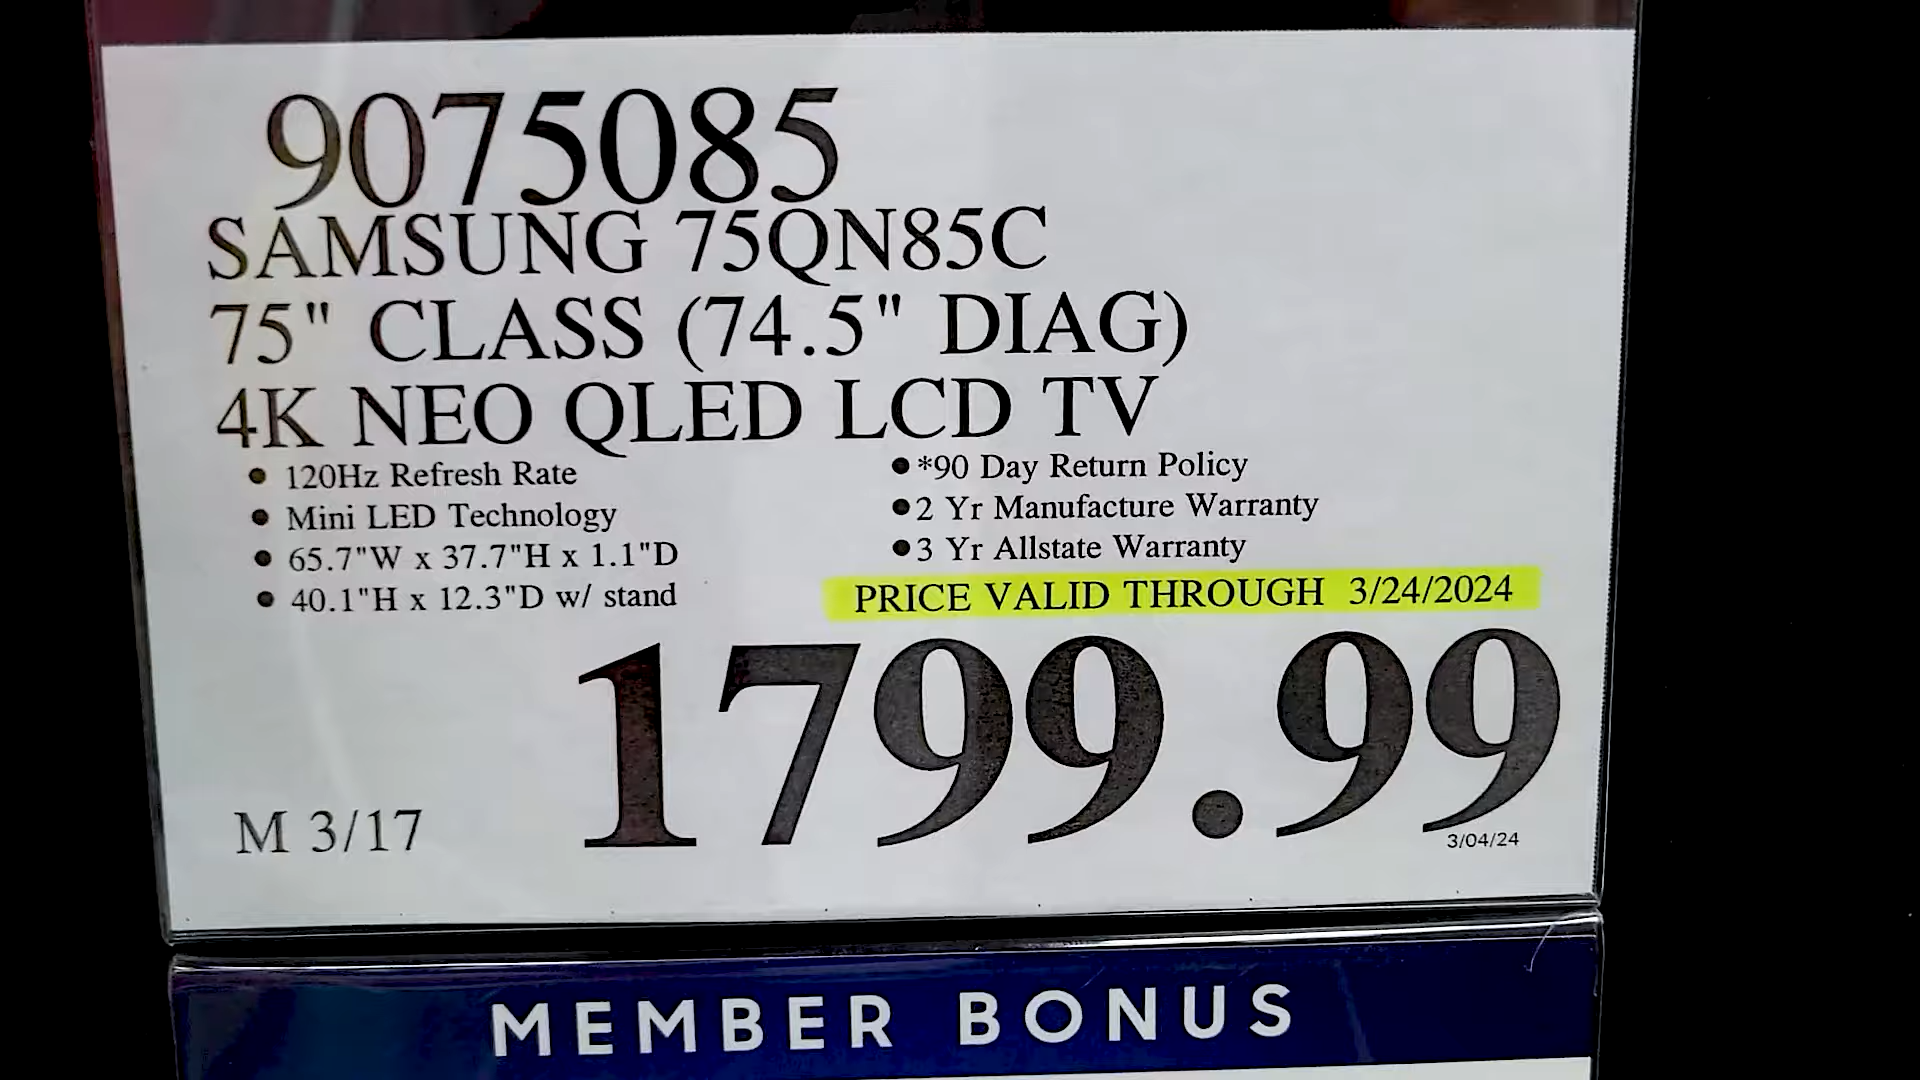 9075085
SAMSUNG 75QN85C
75" CLASS (74.5" DIAG)
4K NEO QLED LCD TV
• 120Hz Refresh Rate
• Mini LED Technology
• 65.7"W x 37.7"H x 1.1"D
• 40.1"H x 12.3"D w/ stand
• *90 Day Return Policy
• 2 Yr Manufacture Warranty
• 3 Yr Allstate Warranty
PRICE VALID THROUGH 3/24/2024
1799.99
M 3/17
3/04/24
MEMBER BONUS